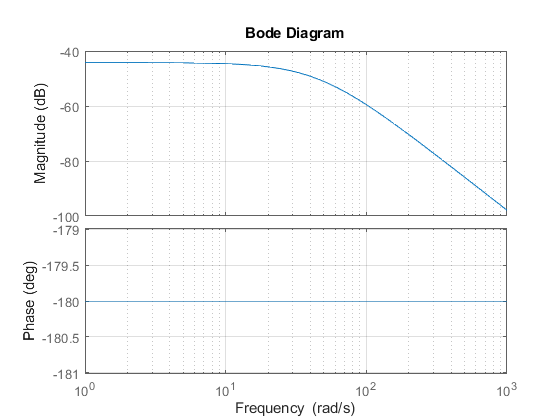 Bode Diagram
Magnitude (dB)
-40
-60
-80
-100
Phase (deg)
-179
-179.5
-180
-180.5
-181
10^0 10^1 10^2 10^3
Frequency (rad/s)